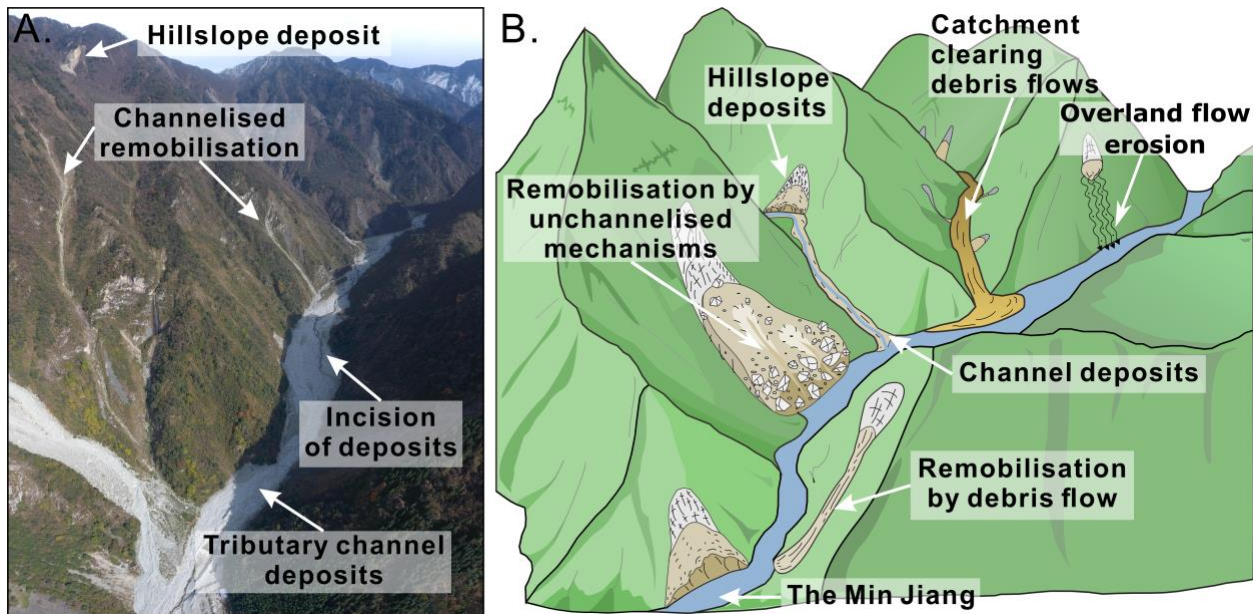 A.
Hillslope deposit
Channelised
remobilisation
Incision
of deposits
Tributary channel
deposits
B.
Catchment
clearing
debris flows
Hillslope
deposits
Overland flow
erosion
Remobilisation by
unchannelised
mechanisms
Channel deposits
Remobilisation
by debris flow
The Min Jiang